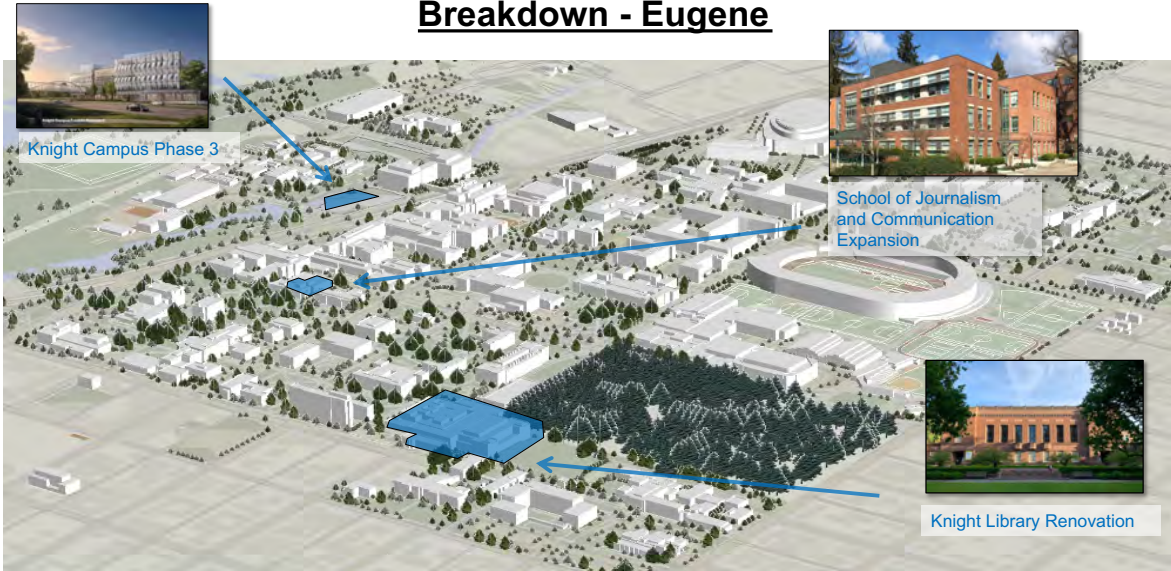 Breakdown - Eugene
Knight Campus Phase 3
School of Journalism
and Communication
Expansion
Knight Library Renovation